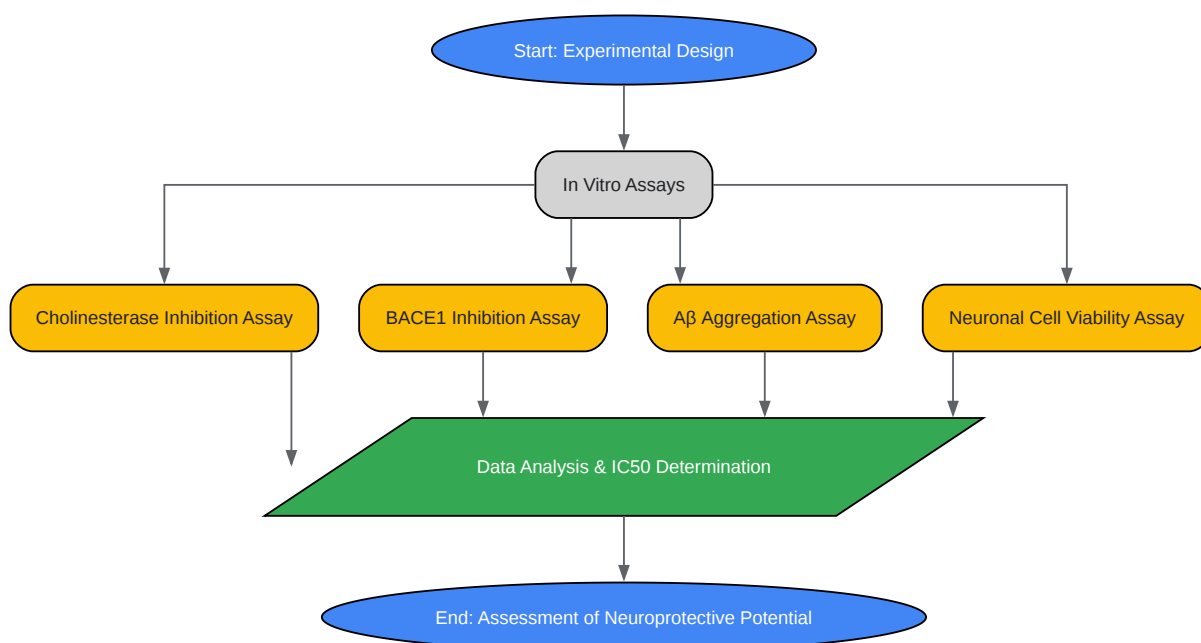 Start: Experimental Design
In Vitro Assays
Cholinesterase Inhibition Assay
BACE1 Inhibition Assay
Aβ Aggregation Assay
Neuronal Cell Viability Assay
Data Analysis & IC50 Determination
End: Assessment of Neuroprotective Potential